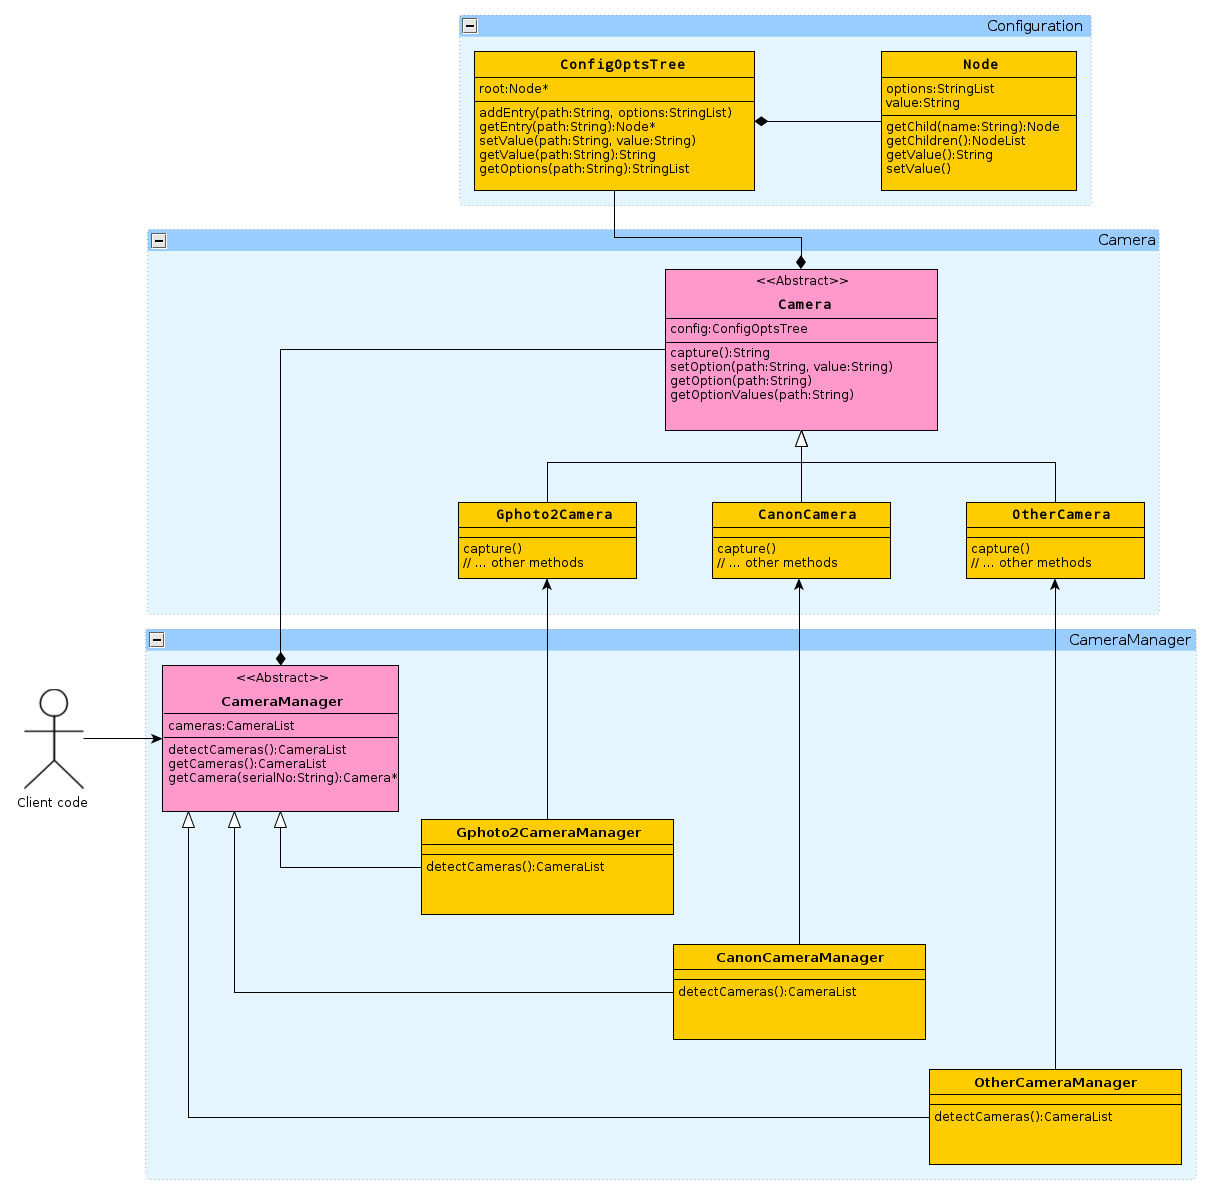 Configuration
ConfigOptsTree
root:Node*
addEntry(path:String, options:StringList)
getEntry(path:String):Node*
setValue(path:String, value:String)
getValue(path:String):String
getOptions(path:String):StringList
Node
options:StringList
value:String
getChild(name:String):Node
getChildren():NodeList
getValue():String
setValue()
Camera
<<Abstract>>
Camera
config:ConfigOptsTree
capture():String
setOption(path:String, value:String)
getOption(path:String)
getOptionValues(path:String)
Gphoto2Camera
capture()
// ... other methods
CanonCamera
capture()
// ... other methods
OtherCamera
capture()
// ... other methods
CameraManager
<<Abstract>>
CameraManager
cameras:CameraList
detectCameras():CameraList
getCameras():CameraList
getCamera(serialNo:String):Camera*
Client code
Gphoto2CameraManager
detectCameras():CameraList
CanonCameraManager
detectCameras():CameraList
OtherCameraManager
detectCameras():CameraList